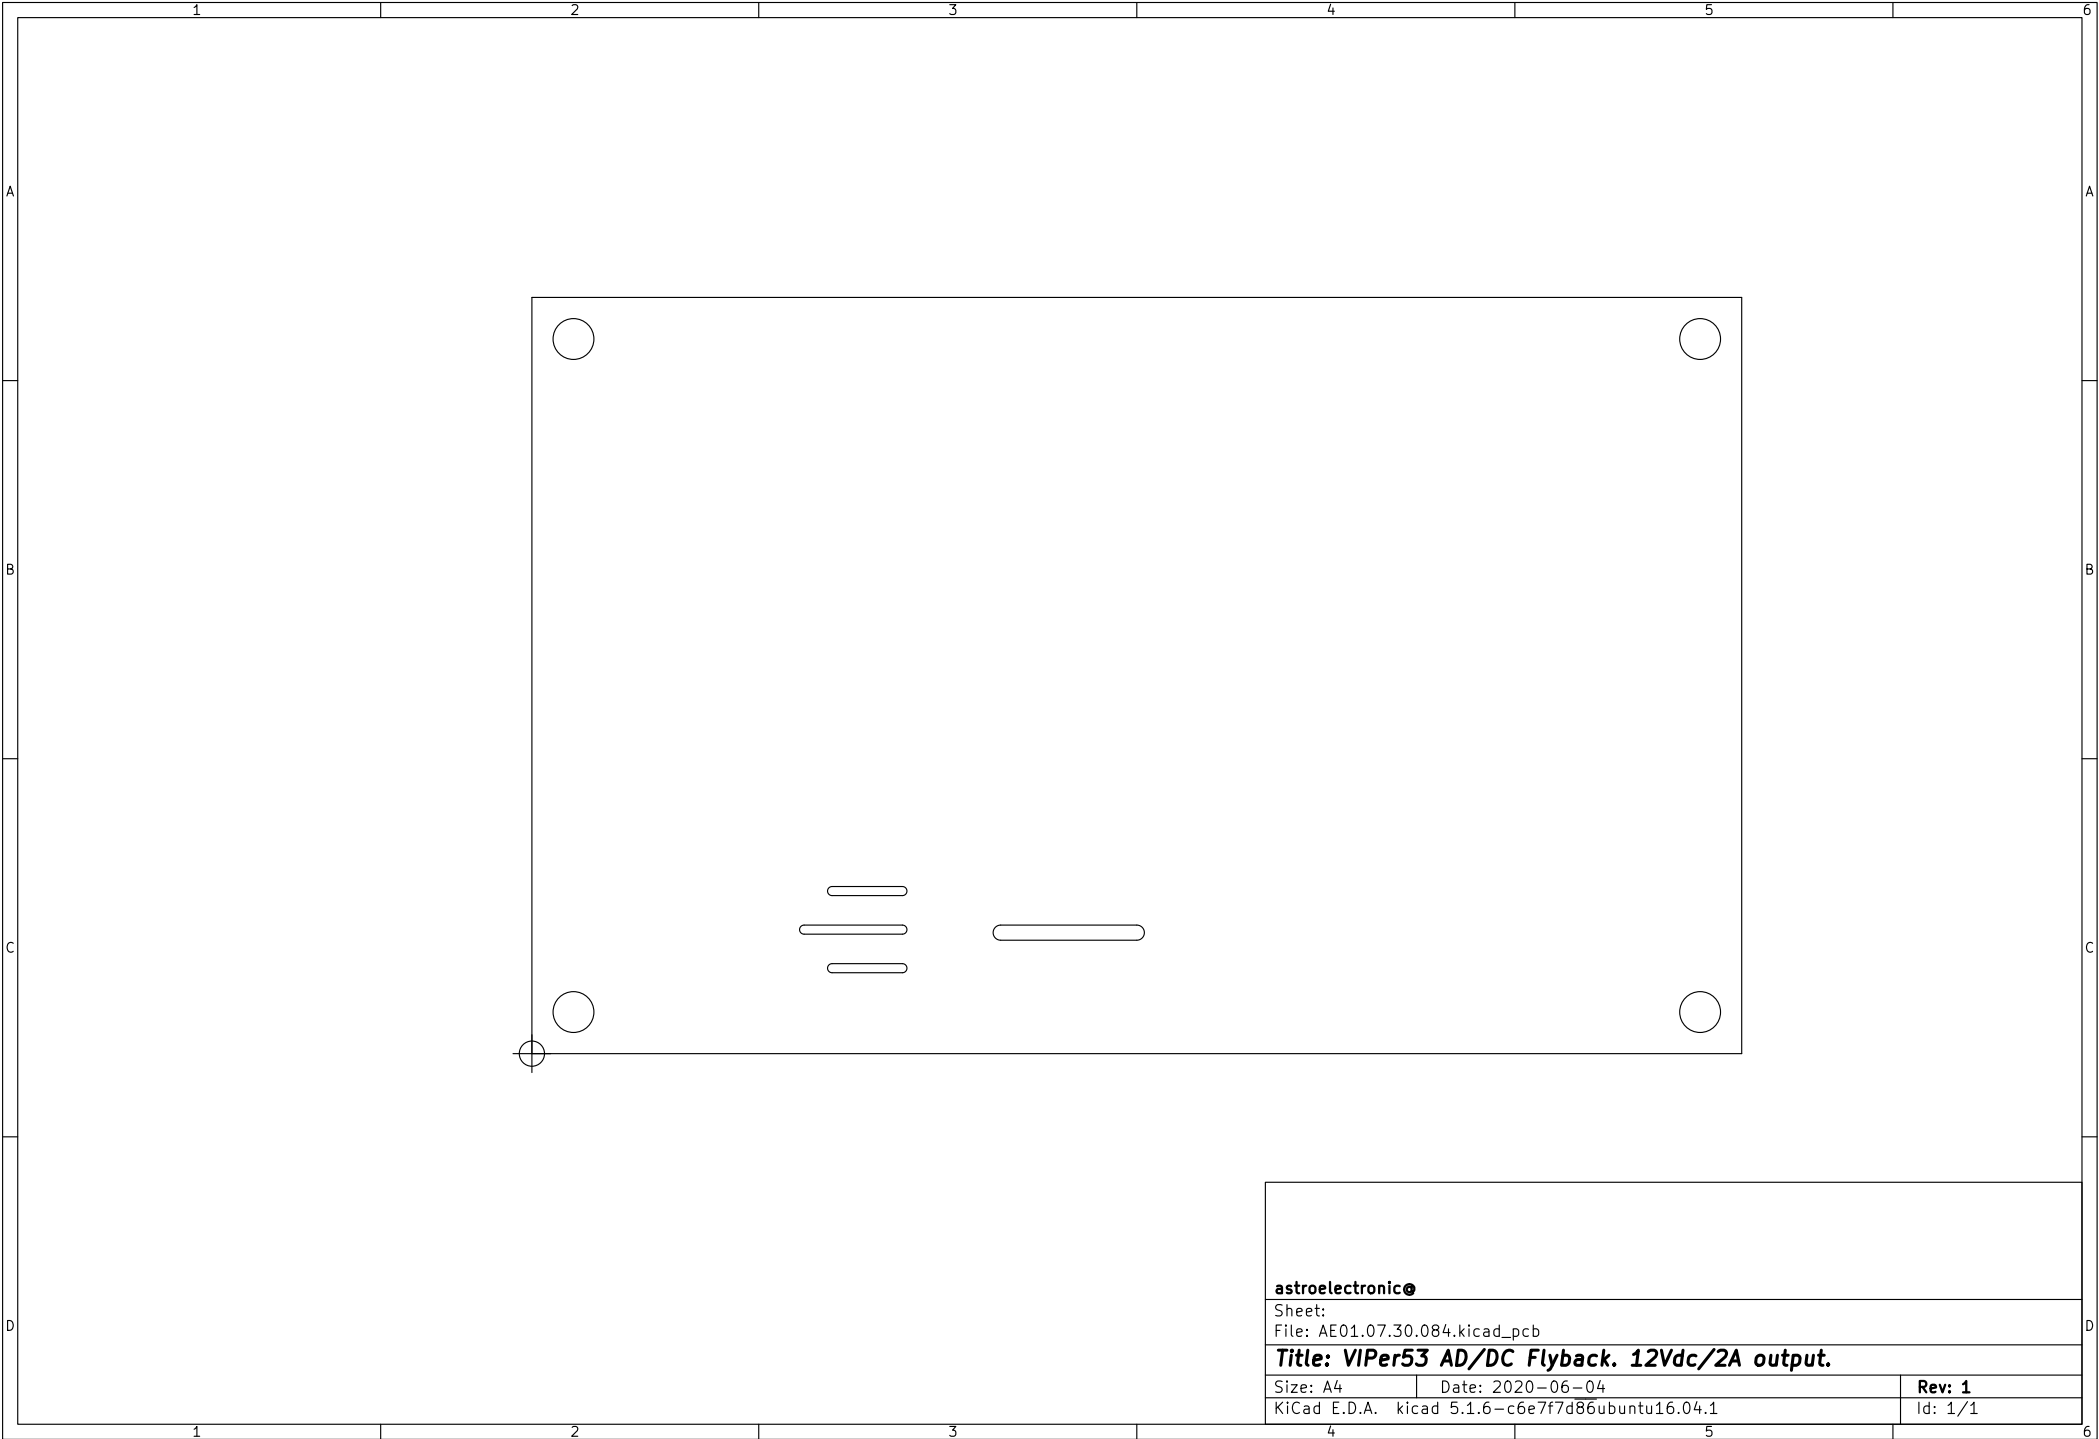 1 2 3 4 5 6
A A
B B
C C
astroelectronic@
Sheet:
File: AE01.07.30.084.kicad_pcb
D D
Title: VIPer53 AD/DC Flyback. 12Vdc/2A output.
Size: A4 Date: 2020-06-04 Rev: 1
KiCad E.D.A. kicad 5.1.6-c6e7f7d86ubuntu16.04.1 Id: 1/1
1 2 3 4 5 6